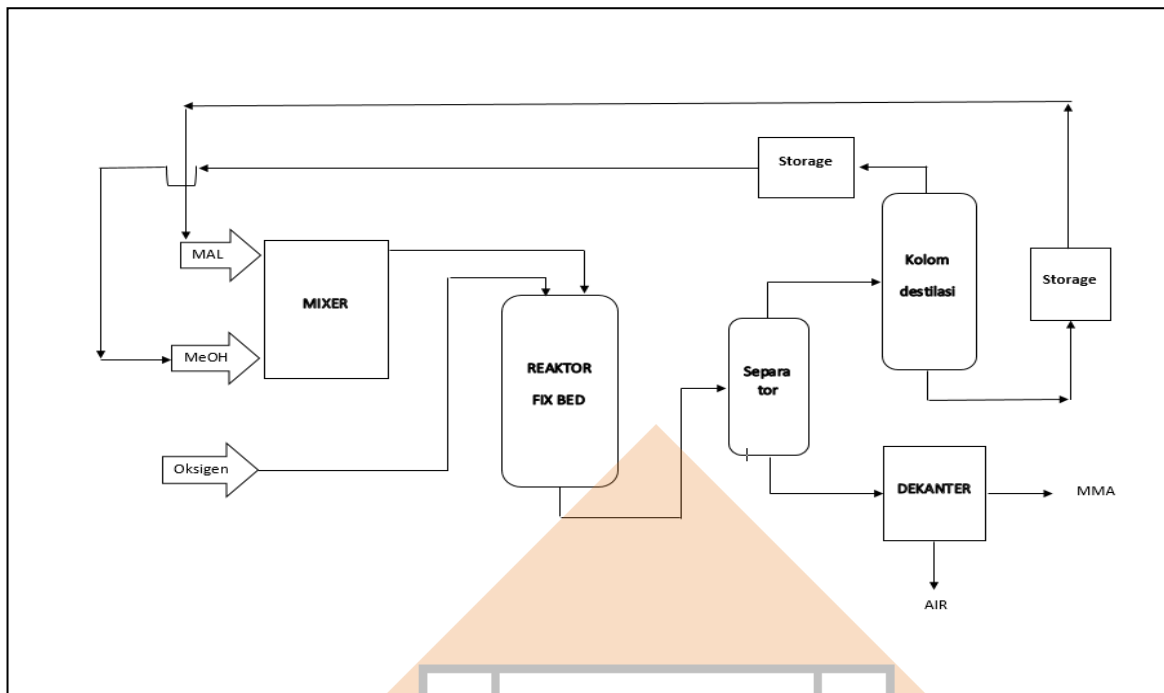 Storage
Kolom
destilasi
Storage
MAL
MIXER
MeOH
REAKTOR
FIX BED
Separa
tor
Oksigen
DEKANTER
MMA
AIR